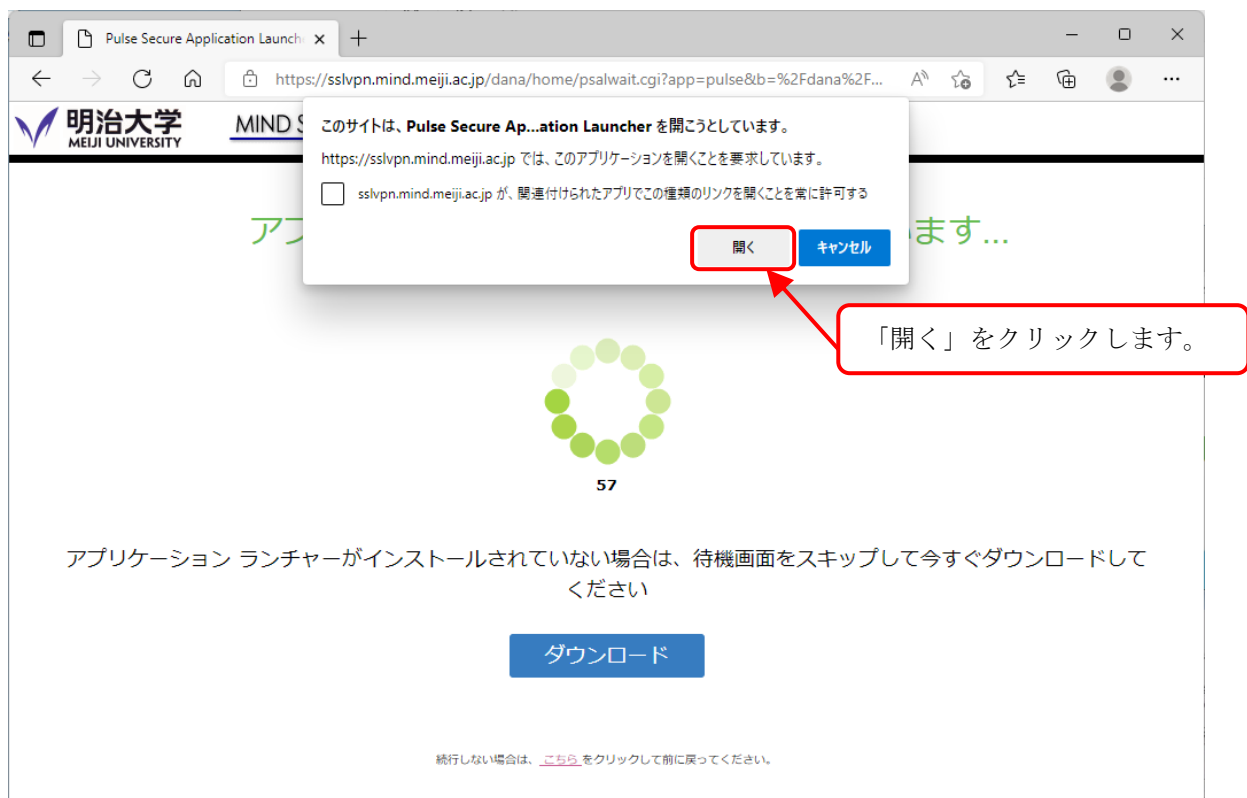 Pulse Secure Application Launch
https://sslvpn.mind.meiji.ac.jp/dana/home/psalwait.cgi?app=pulse&b=%2Fdana%2F...
明治大学
MEIJI UNIVERSITY
MIND S
このサイトは、Pulse Secure Ap...ation Launcher を開こうとしています。
https://sslvpn.mind.meiji.ac.jp では、このアプリケーションを開くことを要求しています。
sslvpn.mind.meiji.ac.jp が、関連付けられたアプリでこの種類のリンクを開くことを常に許可する
開く
キャンセル
アプ
います...
「開く」をクリックします。
57
アプリケーション ランチャーがインストールされていない場合は、待機画面をスキップして今すぐダウンロードして
ください
ダウンロード
続行しない場合は、 こちら をクリックして前に戻ってください。